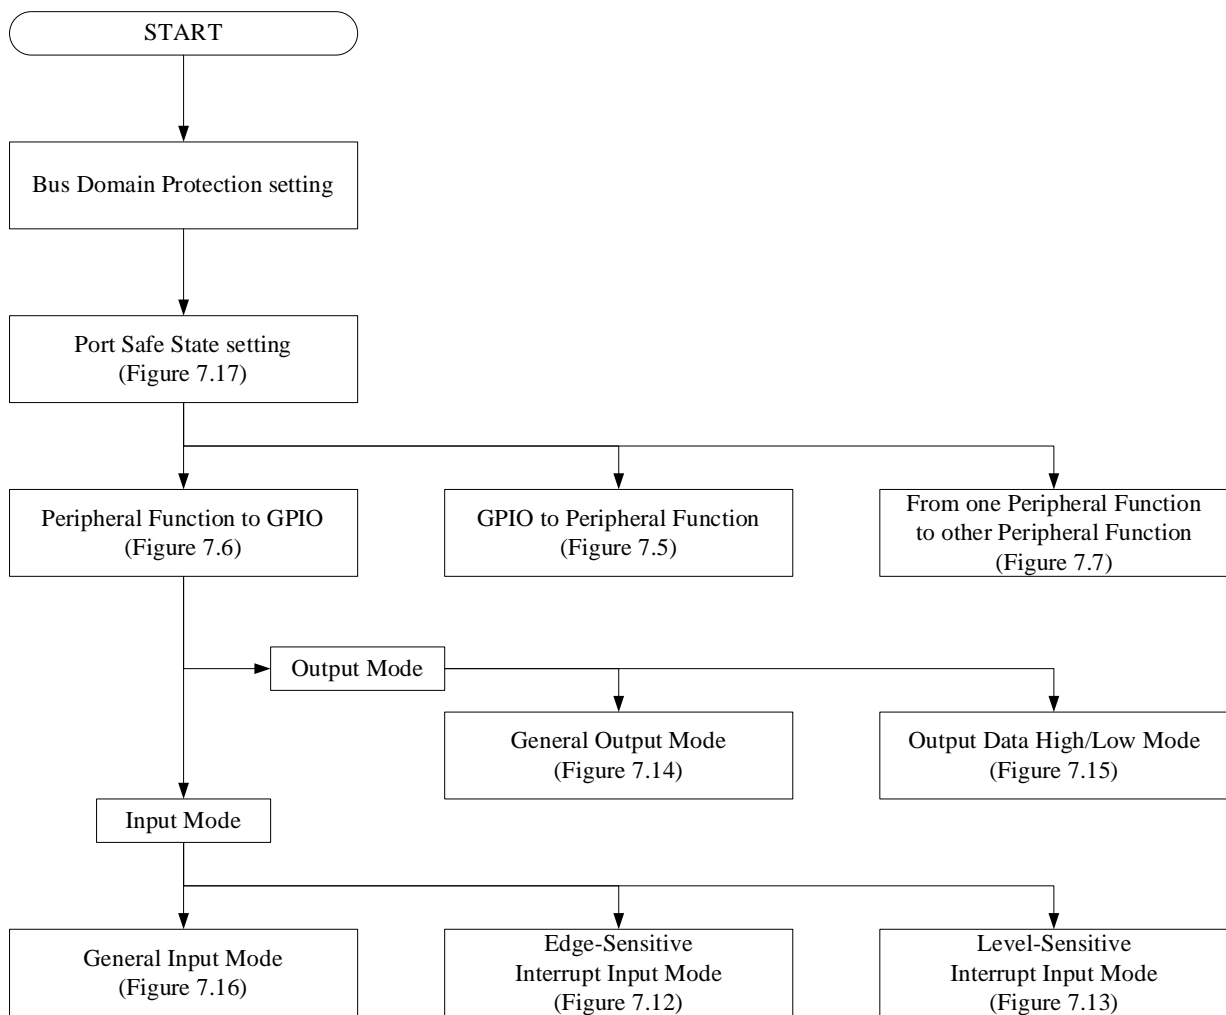 START
Bus Domain Protection setting
Port Safe State setting
(Figure 7.17)
Peripheral Function to GPIO
(Figure 7.6)
GPIO to Peripheral Function
(Figure 7.5)
From one Peripheral Function
to other Peripheral Function
(Figure 7.7)
Output Mode
General Output Mode
(Figure 7.14)
Output Data High/Low Mode
(Figure 7.15)
Input Mode
General Input Mode
(Figure 7.16)
Edge-Sensitive
Interrupt Input Mode
(Figure 7.12)
Level-Sensitive
Interrupt Input Mode
(Figure 7.13)